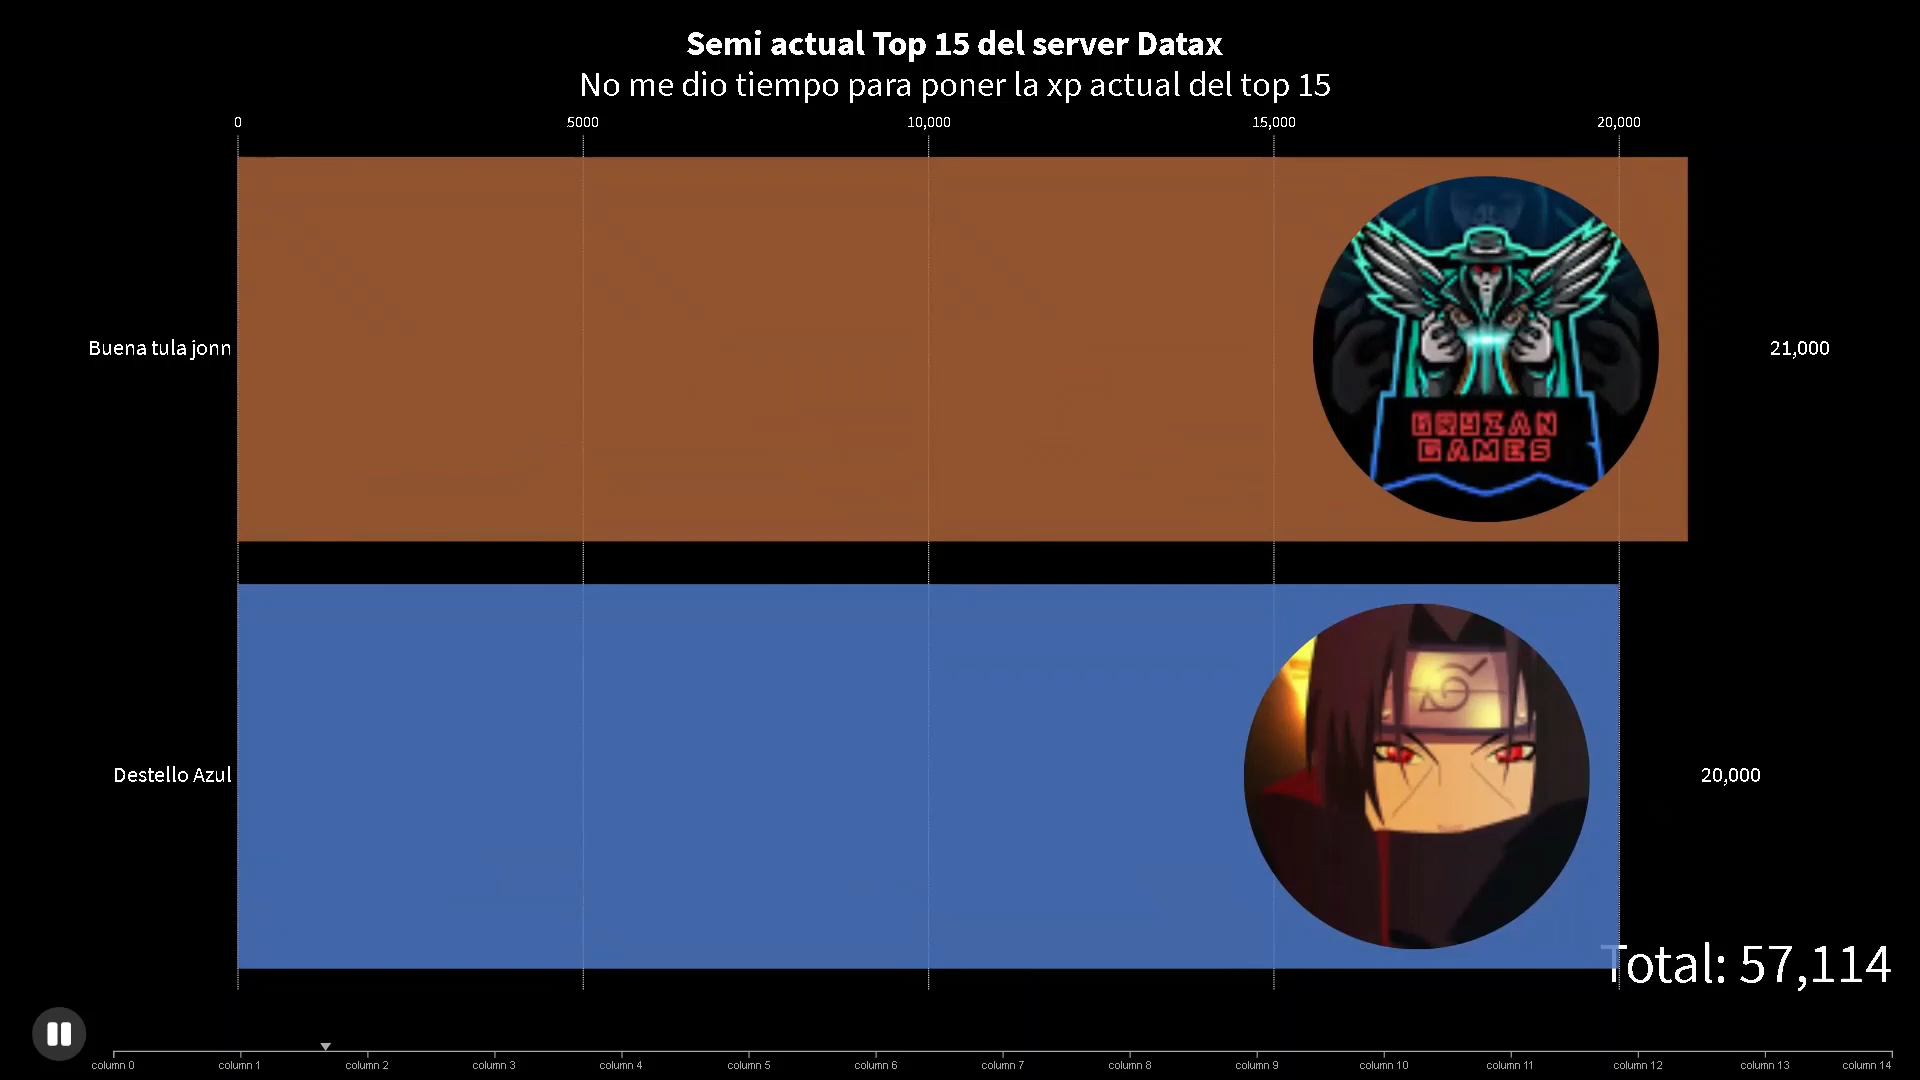 Semi actual Top 15 del server Datax
No me dio tiempo para poner la xp actual del top 15
0 5000 10,000 15,000 20,000
Buena tula jonn
BRYZAN
GAMES
21,000
Destello Azul
20,000
Total: 57,114
column 0 column 1 column 2 column 3 column 4 column 5 column 6 column 7 column 8 column 9 column 10 column 11 column 12 column 13 column 14